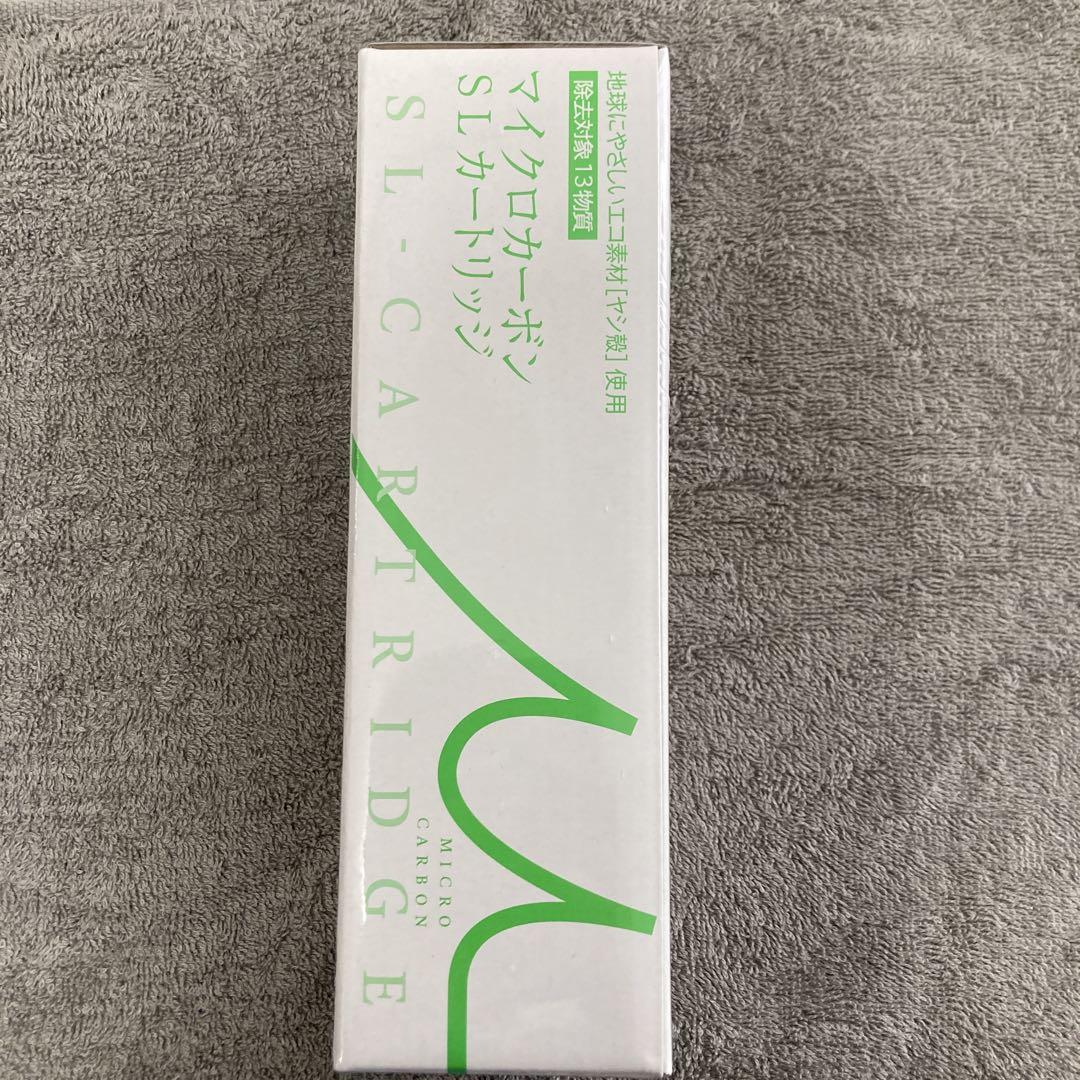 地球にやさしいエコ素材[ヤシ殻]使用
除去対象13物質
マイクロカーボン
SLカートリッジ
SL-CARTRIDGE
MICRO
CARBON